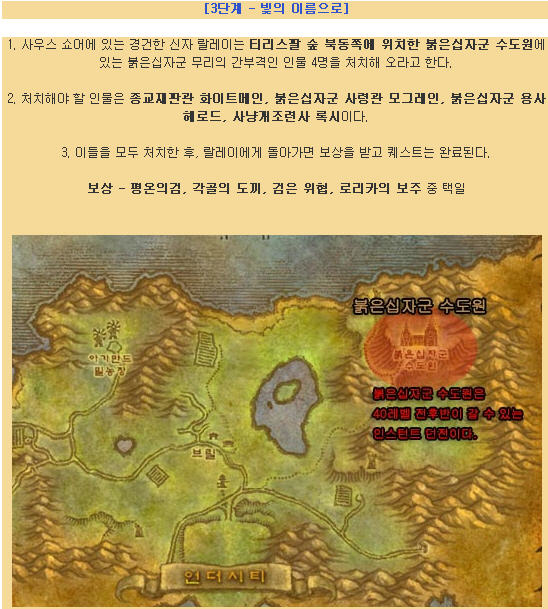 [3단계 - 빛의 이름으로]
1. 사우스 쇼어에 있는 경건한 신자 랄레이는 티리스팔 숲 북동쪽에 위치한 붉은십자군 수도원에
있는 붉은십자군 무리의 간부격인 인물 4명을 처치해 오라고 한다.
2. 처치해야 할 인물은 종교재판관 화이트메인, 붉은십자군 사령관 모그레인, 붉은십자군 용사
헤로드, 사냥개조련사 록시이다.
3. 이들을 모두 처치한 후, 랄레이에게 돌아가면 보상을 받고 퀘스트는 완료된다.
보상 - 평온의검, 각골의 도끼, 검은 위협, 로리카의 보주 중 택일
붉은십자군 수도원
아가만드
밀농장
붉은십자군
수도원
붉은십자군 수도원은
40레벨 전후반이 갈 수 있는
인스턴트 던전이다.
브릴
언더시티